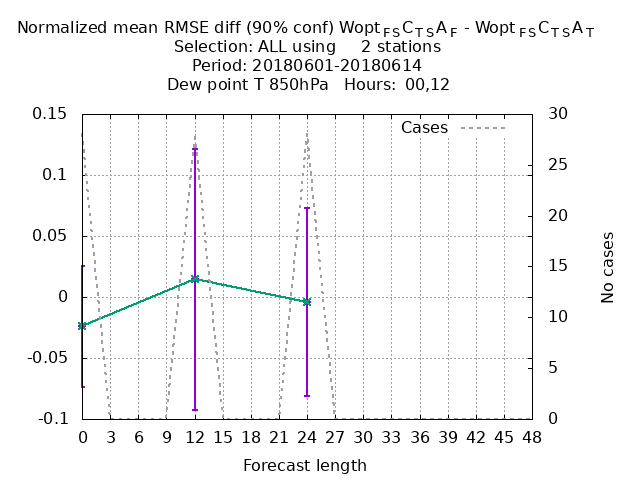 Normalized mean RMSE diff (90% conf) Wopt FS C T S A F - Wopt FS C T S A T
Selection: ALL using 2 stations
Period: 20180601-20180614
Dew point T 850hPa Hours: 00,12
Cases
0.15
0.1
0.05
0
-0.05
-0.1
30
25
20
15
10
5
0
No cases
0 3 6 9 12 15 18 21 24 27 30 33 36 39 42 45 48
Forecast length